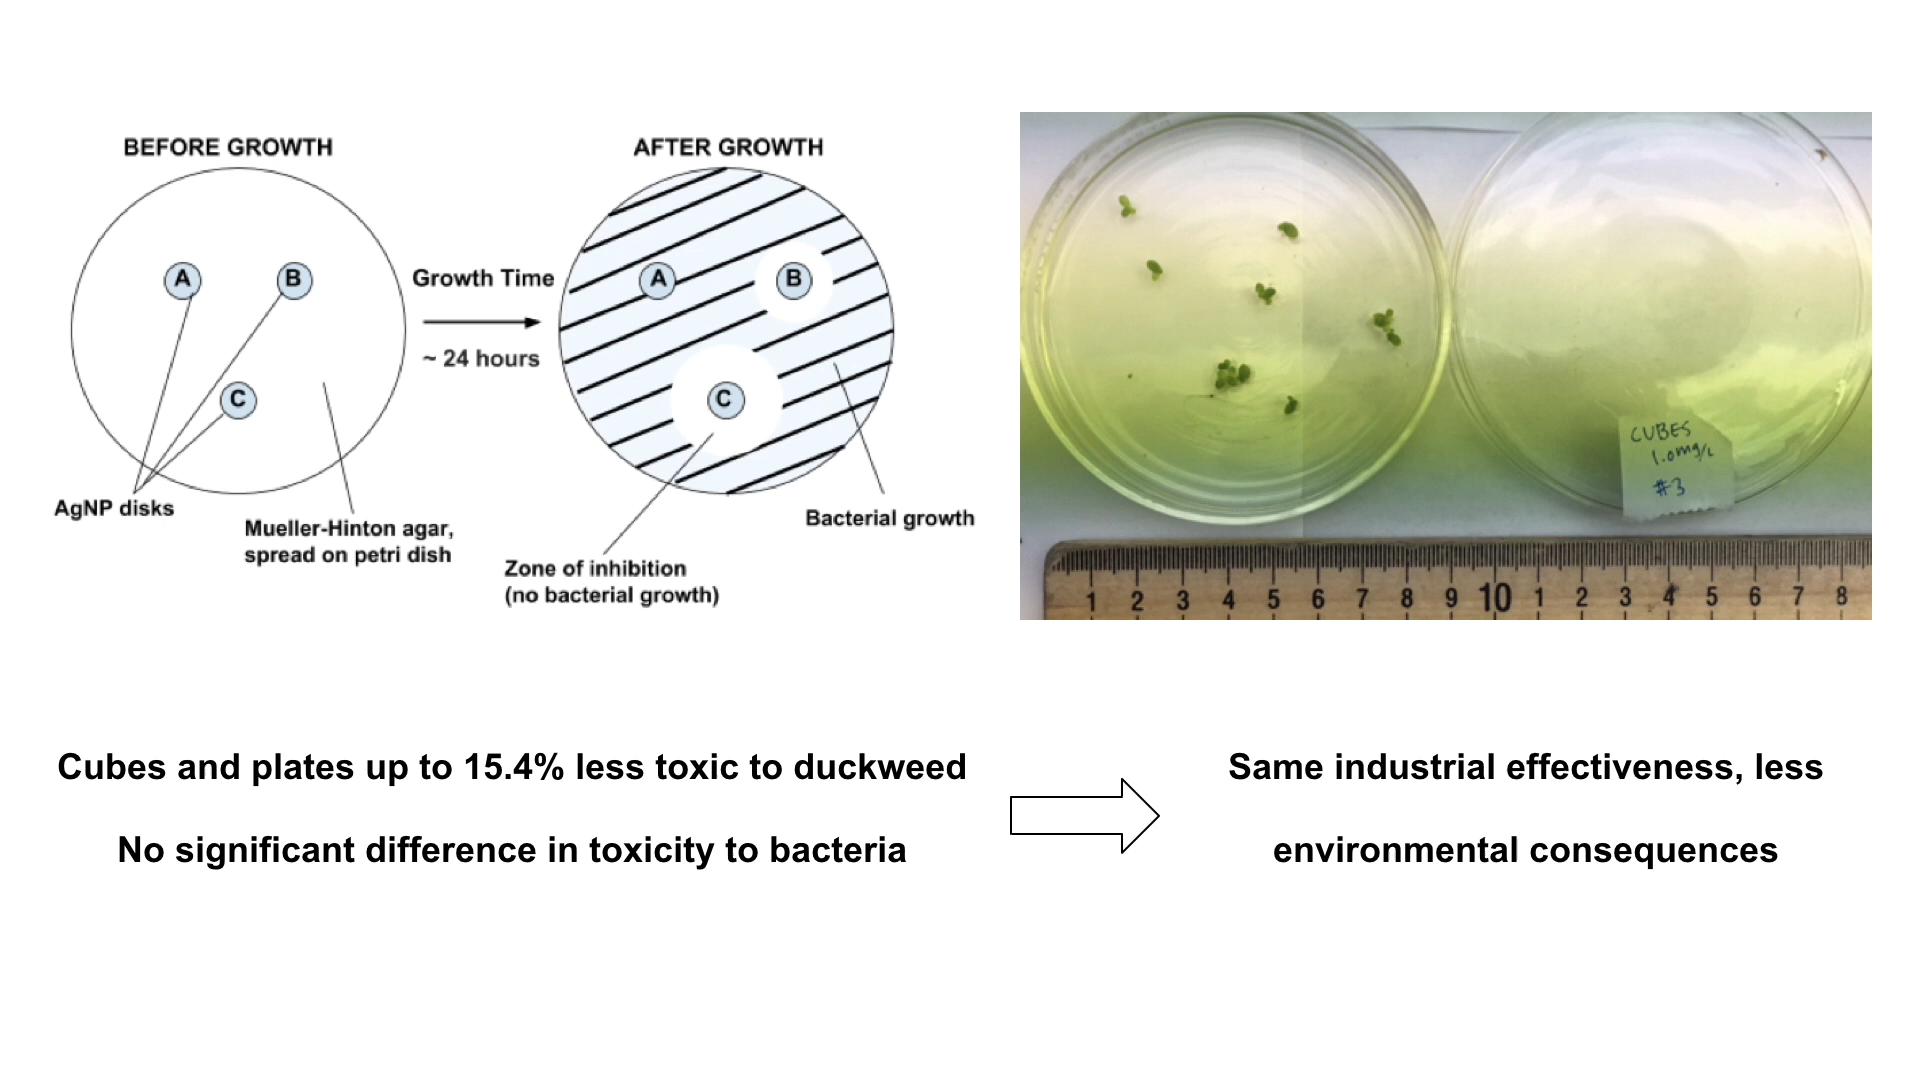 BEFORE GROWTH
A
B
C
AgNP disks
Mueller-Hinton agar,
spread on petri dish
Growth Time
~ 24 hours
AFTER GROWTH
A
B
C
Zone of inhibition
(no bacterial growth)
Bacterial growth
CUBES
1.0mg/L
#3
1 2 3 4 5 6 7 8 9 10 1 2 3 4 5 6 7 8
Cubes and plates up to 15.4% less toxic to duckweed
No significant difference in toxicity to bacteria
Same industrial effectiveness, less
environmental consequences